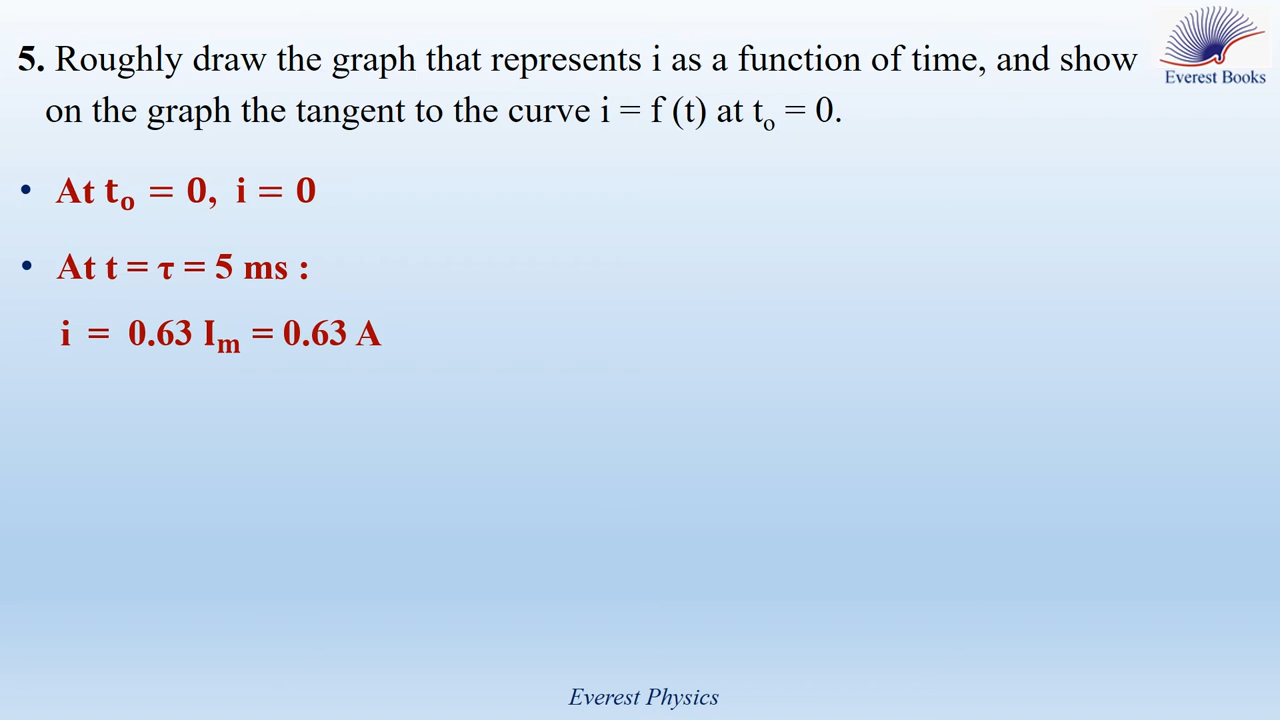 5. Roughly draw the graph that represents i as a function of time, and show
Everest Books
on the graph the tangent to the curve i = f (t) at tₒ = 0.
• At tₒ = 0, i = 0
• At t = τ = 5 ms :
i = 0.63 Iₘ = 0.63 A
Everest Physics